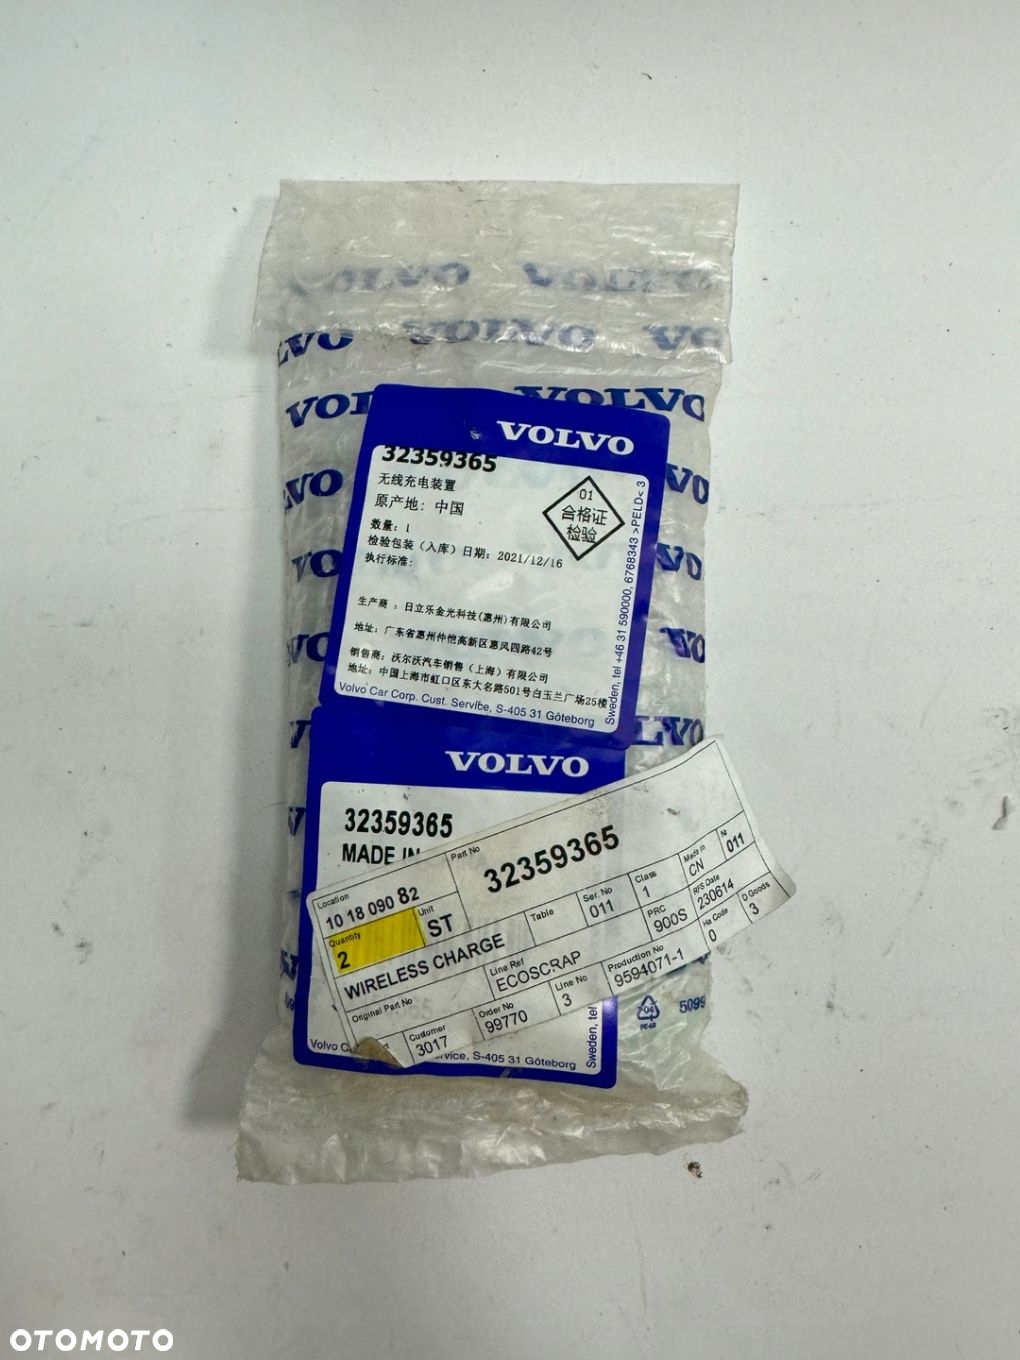 VOLVO VOLVO
VOLVO VOLVO VO
VOLVO
VOLVO
32359365
无线充电装置
原产地: 中国
数量: 1
检验包装(入库)日期: 2021/12/16
执行标准:
01
合格证
检验
生产商 : 日立乐金光科技(惠州)有限公司
地址: 广东省惠州仲恺高新区惠风四路42号
销售商: 沃尔沃汽车销售(上海)有限公司
地址: 中国上海市虹口区东大名路501号白玉兰广场25楼
Volvo Car Corp. Cust. Service, S-405 31 Göteborg
Sweden, tel +46 31 590000, 6768343 >PELD< 3
VOLVO
32359365
MADE IN
Location
10 18 090 82
Part No
32359365
Quantity
2
Unit
ST
Table
Ser. No
011
Class
1
Made in
CN
N
011
WIRELESS CHARGE
PRC
900S
RFS Date
230614
Original Part No
Line Ref
ECOSCRAP
Production No
9594071-1
Ha Code
0
D Goods
3
Customer
3017
Order No
99770
Line No
3
Volvo C
ervice, S-405 31 Göteborg
Sweden, tel
04
PE-LD
5099
OTOMOTO